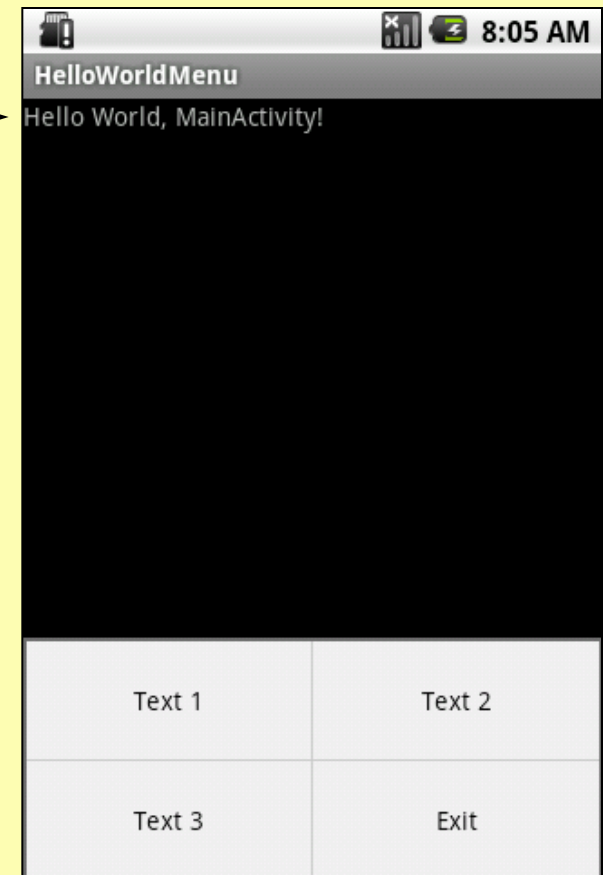 8:05 AM
HelloWorldMenu
Hello World, MainActivity!
Text 1 Text 2
Text 3 Exit